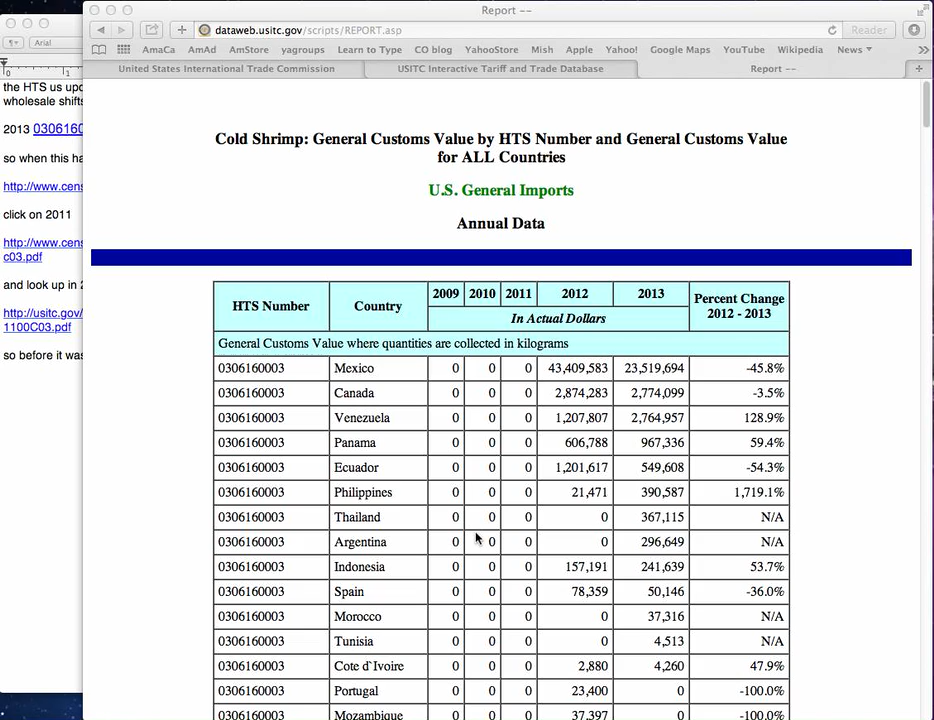 Report --
dataweb.usitc.gov/scripts/REPORT.asp
Reader
AmaCa AmAd AmStore yagroups Learn to Type CO blog YahooStore Mish Apple Yahoo! Google Maps YouTube Wikipedia News
United States International Trade Commission
USITC Interactive Tariff and Trade Database
Report --
Arial
0 1
the HTS us upd
wholesale shifts
2013 0306160
so when this ha
http://www.cens
click on 2011
http://www.cens
c03.pdf
and look up in 2
http://usitc.gov/
1100C03.pdf
so before it was
Cold Shrimp: General Customs Value by HTS Number and General Customs Value
for ALL Countries
U.S. General Imports
Annual Data
HTS Number Country 2009 2010 2011 2012 2013 Percent Change
2012 - 2013
In Actual Dollars
General Customs Value where quantities are collected in kilograms
0306160003 Mexico 0 0 0 43,409,583 23,519,694 -45.8%
0306160003 Canada 0 0 0 2,874,283 2,774,099 -3.5%
0306160003 Venezuela 0 0 0 1,207,807 2,764,957 128.9%
0306160003 Panama 0 0 0 606,788 967,336 59.4%
0306160003 Ecuador 0 0 0 1,201,617 549,608 -54.3%
0306160003 Philippines 0 0 0 21,471 390,587 1,719.1%
0306160003 Thailand 0 0 0 0 367,115 N/A
0306160003 Argentina 0 0 0 0 296,649 N/A
0306160003 Indonesia 0 0 0 157,191 241,639 53.7%
0306160003 Spain 0 0 0 78,359 50,146 -36.0%
0306160003 Morocco 0 0 0 0 37,316 N/A
0306160003 Tunisia 0 0 0 0 4,513 N/A
0306160003 Cote d`Ivoire 0 0 0 2,880 4,260 47.9%
0306160003 Portugal 0 0 0 23,400 0 -100.0%
0306160003 Mozambique 0 0 0 37,397 0 -100.0%